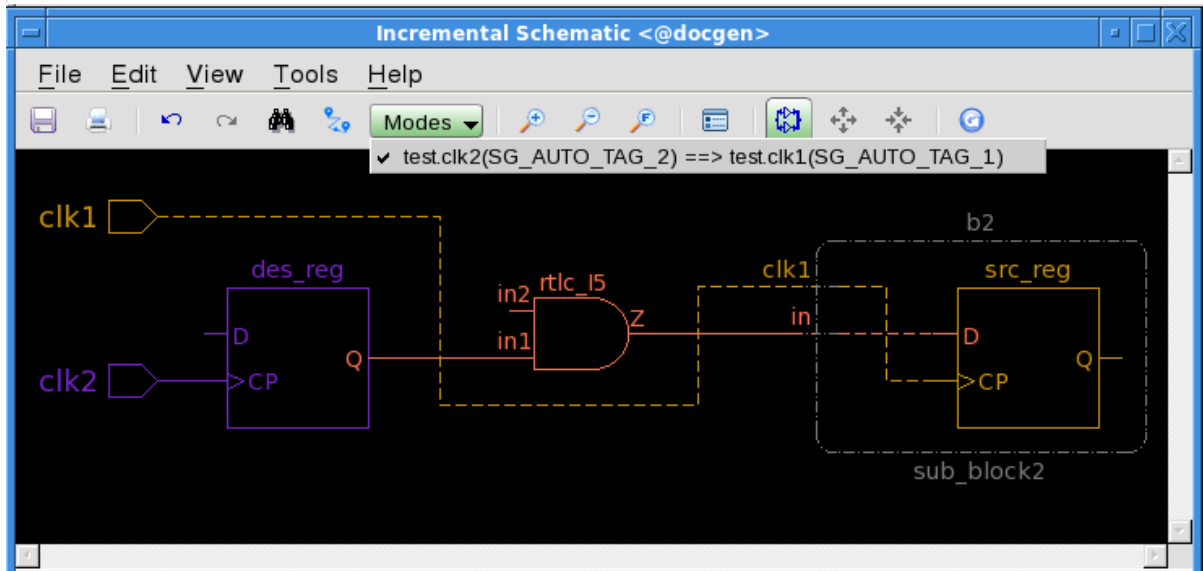 Incremental Schematic <@docgen>
File Edit View Tools Help
Modes
F
G
✔ test.clk2(SG_AUTO_TAG_2) ==> test.clk1(SG_AUTO_TAG_1)
clk1
b2
des_reg
rtlc_I5
clk1
src_reg
in2
Z
in
D
in1
D
Q
Q
clk2
CP
CP
sub_block2